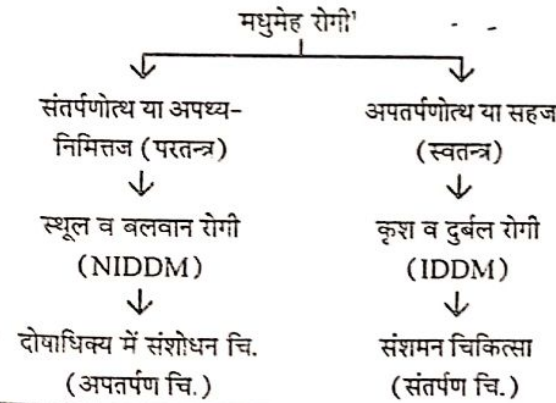 मधुमेह रोगी¹
संतर्पणोत्थ या अपथ्य-
निमित्तज (परतन्त्र)
अपतर्पणोत्थ या सहज
(स्वतन्त्र)
स्थूल व बलवान रोगी
(NIDDM)
कृश व दुर्बल रोगी
(IDDM)
दोषाधिक्य में संशोधन चि.
(अपतर्पण चि.)
संशमन चिकित्सा
(संतर्पण चि.)